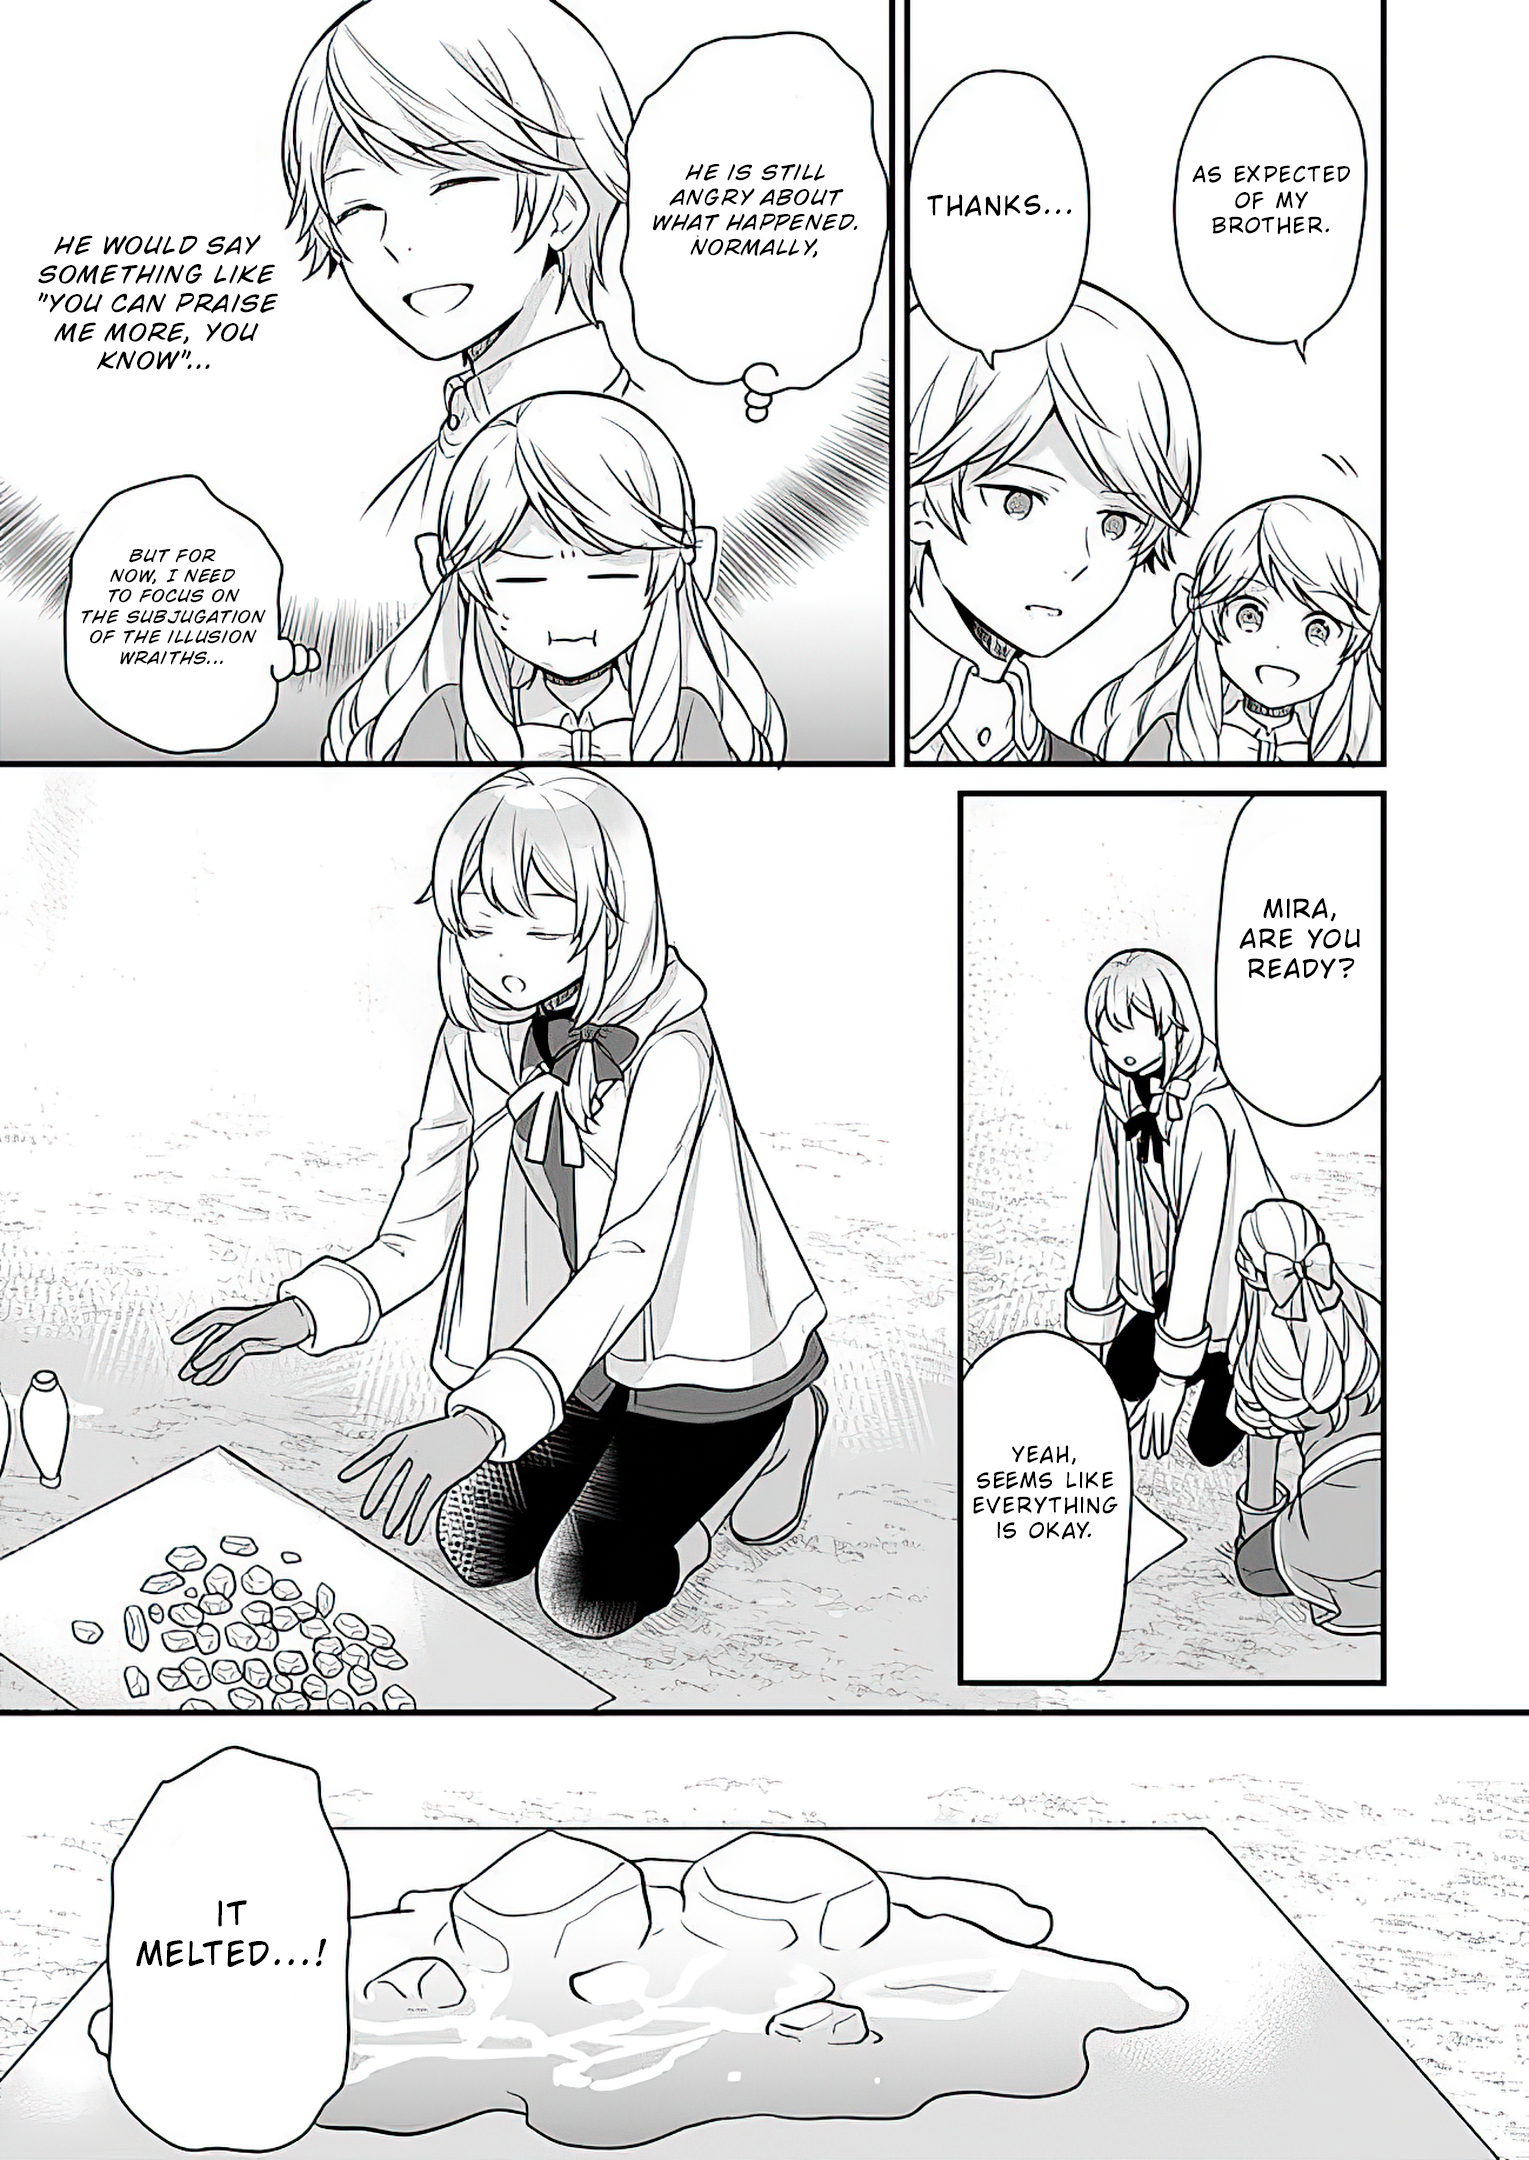 AS EXPECTED
OF MY
BROTHER.
THANKS...
HE IS STILL
ANGRY ABOUT
WHAT HAPPENED.
NORMALLY,
HE WOULD SAY
SOMETHING LIKE
"YOU CAN PRAISE
ME MORE, YOU
KNOW"...
BUT FOR
NOW, I NEED
TO FOCUS ON
THE SUBJUGATION
OF THE ILLUSION
WRAITHS...
MIRA,
ARE YOU
READY?
YEAH,
SEEMS LIKE
EVERYTHING
IS OKAY.
IT
MELTED...!